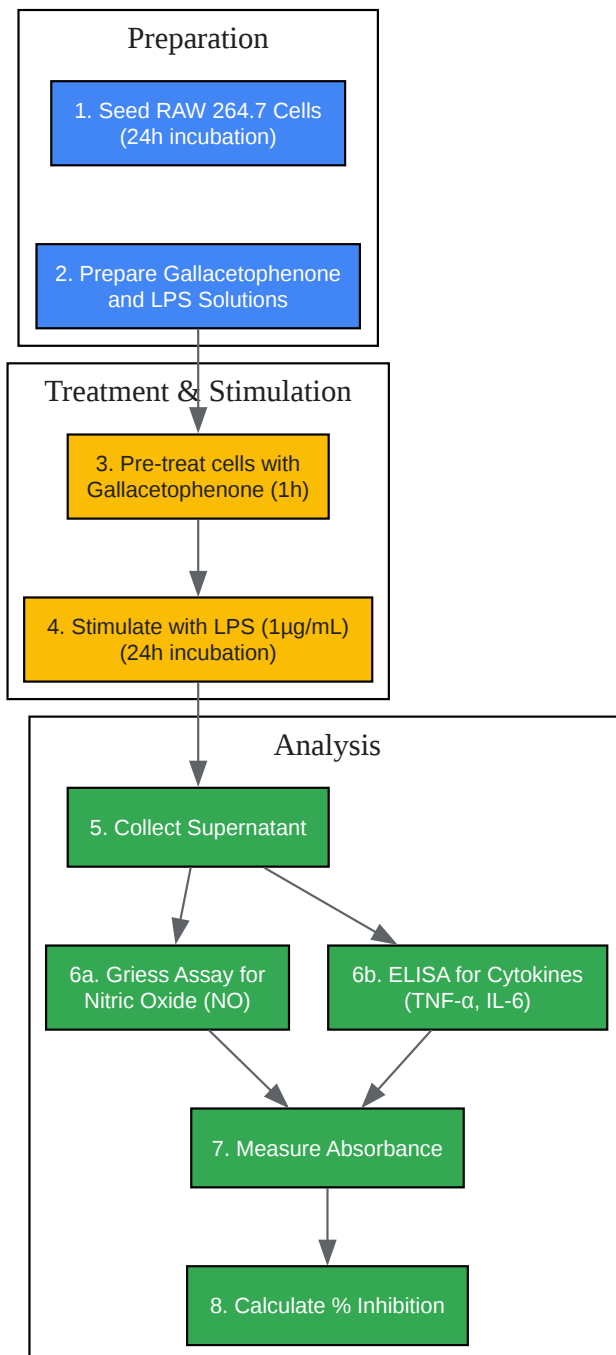 Preparation
1. Seed RAW 264.7 Cells
(24h incubation)
2. Prepare Gallacetophenone
and LPS Solutions
Treatment & Stimulation
3. Pre-treat cells with
Gallacetophenone (1h)
4. Stimulate with LPS (1µg/mL)
(24h incubation)
Analysis
5. Collect Supernatant
6a. Griess Assay for
Nitric Oxide (NO)
6b. ELISA for Cytokines
(TNF-α, IL-6)
7. Measure Absorbance
8. Calculate % Inhibition